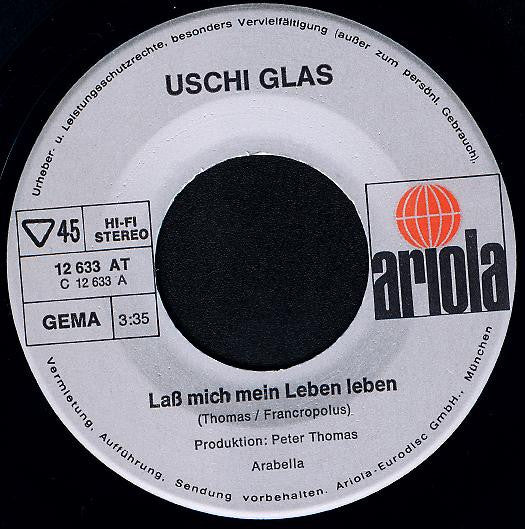 Urheber- u. Leistungsschutzrechte, besonders Vervielfältigung (außer zum persönl. Gebrauch),
USCHI GLAS
45
HI-FI
STEREO
12 633 AT
C 12 633 A
GEMA
3:35
ariola
Laß mich mein Leben leben
(Thomas / Francropolus)
Produktion: Peter Thomas
Arabella
Vermietung, Aufführung, Sendung vorbehalten. Ariola-Eurodisc GmbH., München